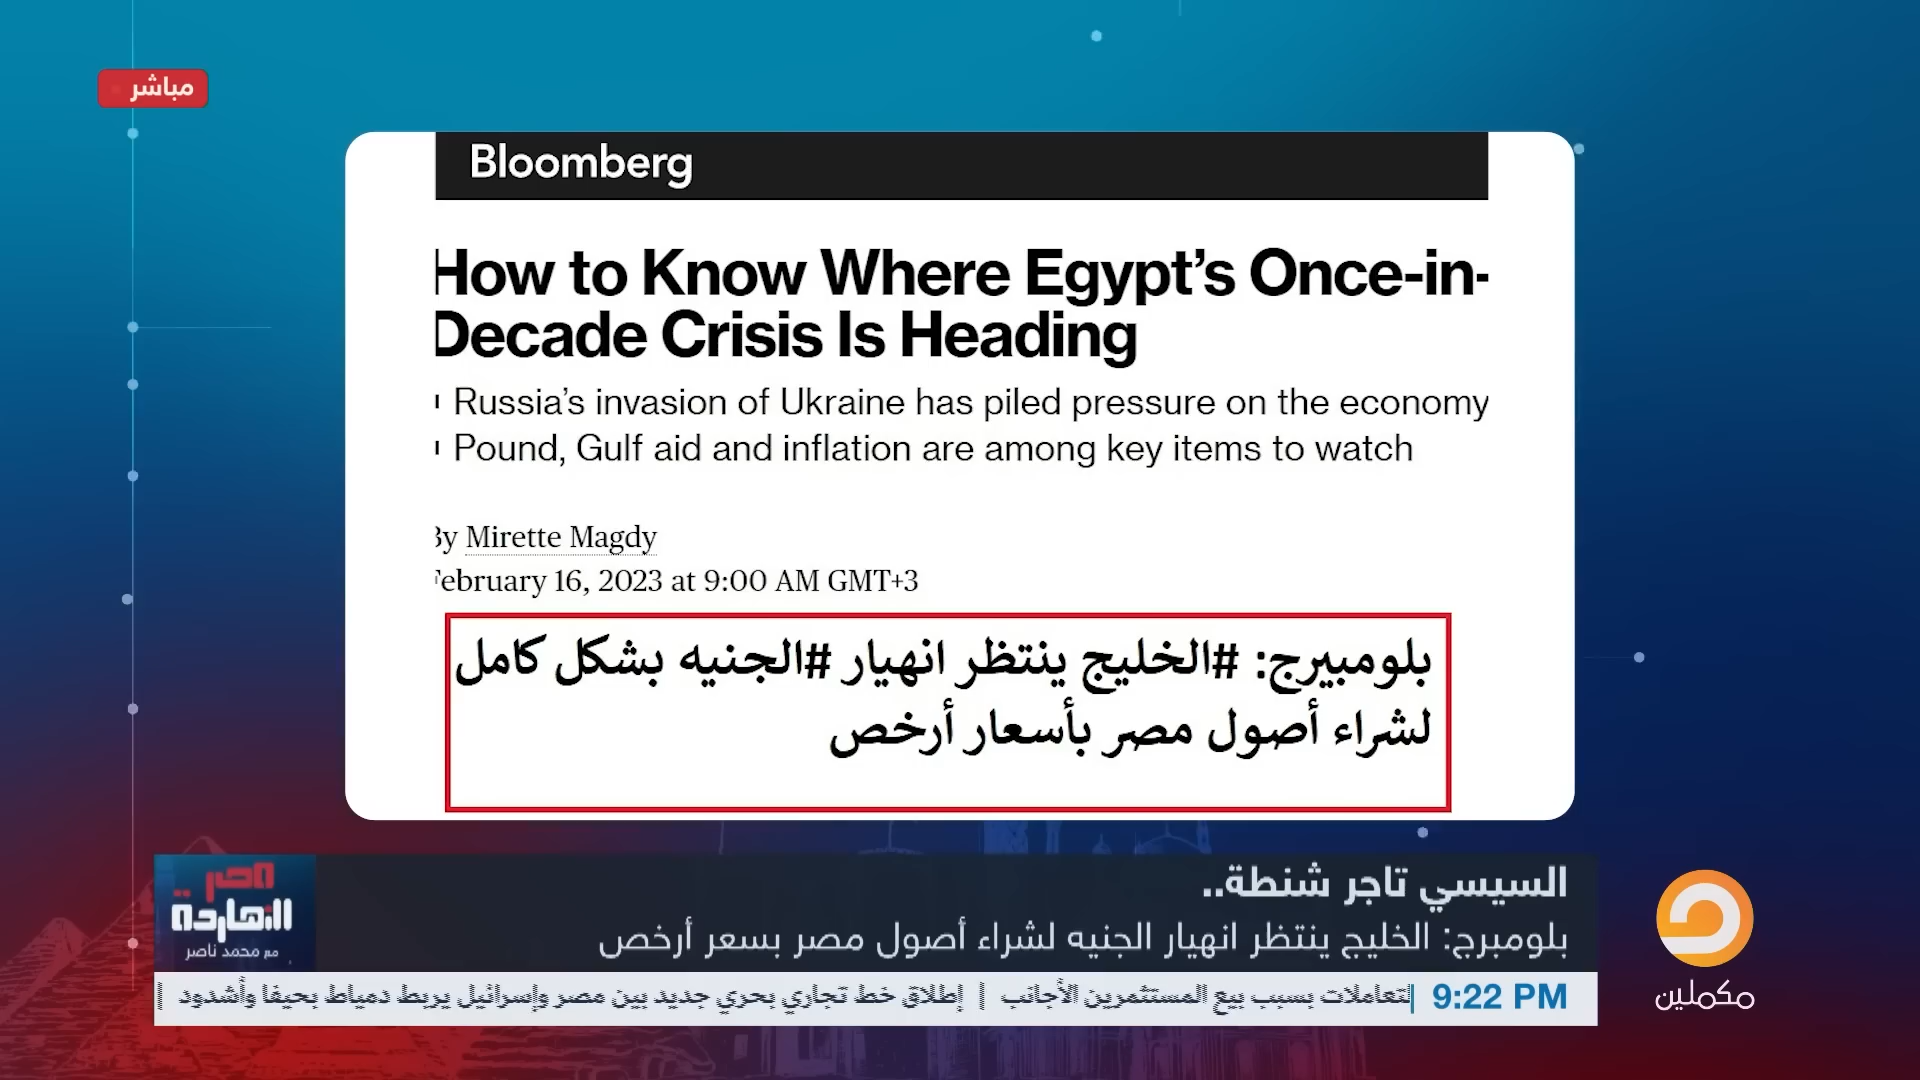 مباشر
Bloomberg
How to Know Where Egypt's Once-in-
Decade Crisis Is Heading
Russia's invasion of Ukraine has piled pressure on the economy
Pound, Gulf aid and inflation are among key items to watch
By Mirette Magdy
February 16, 2023 at 9:00 AM GMT+3
بلومبيرج: #الخليج ينتظر انهيار #الجنيه بشكل كامل
لشراء أصول مصر بأسعار أرخص
السيسي تاجر شنطة..
بلومبرج: الخليج ينتظر انهيار الجنيه لشراء أصول مصر بسعر أرخص
مصر
النهاردة
مع محمد ناصر
9:22 PM
لتعاملات بسبب بيع المستثمرين الأجانب | إطلاق خط تجاري بحري جديد بين مصر وإسرائيل يربط دمياط بحيفا وأشدود |
مكملين